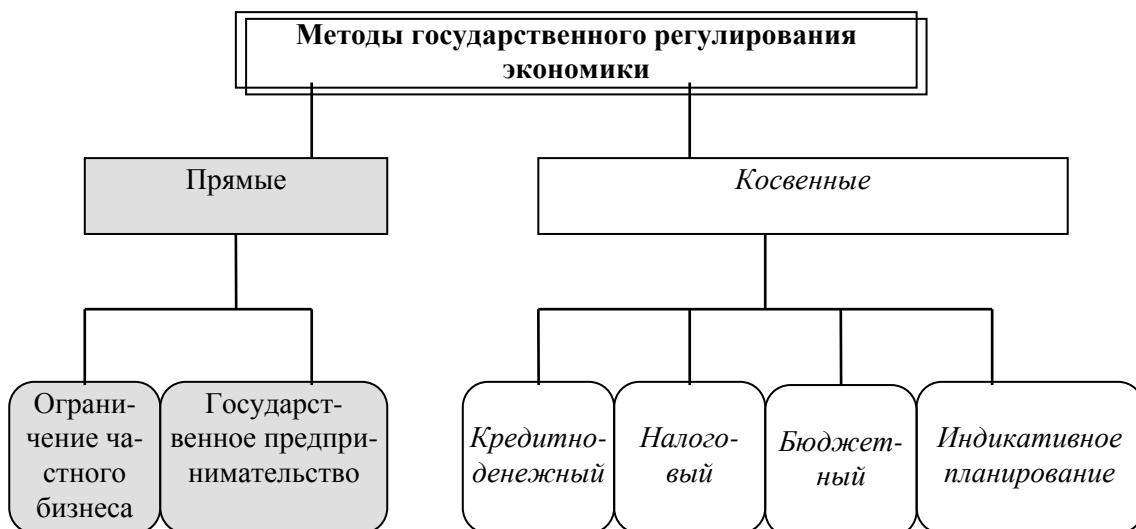 Методы государственного регулирования
экономики
Прямые
Косвенные
Ограни-
чение ча-
стного
бизнеса
Государст-
венное предпри-
нимательство
Кредитно-
денежный
Налого-
вый
Бюджет-
ный
Индикативное
планирование